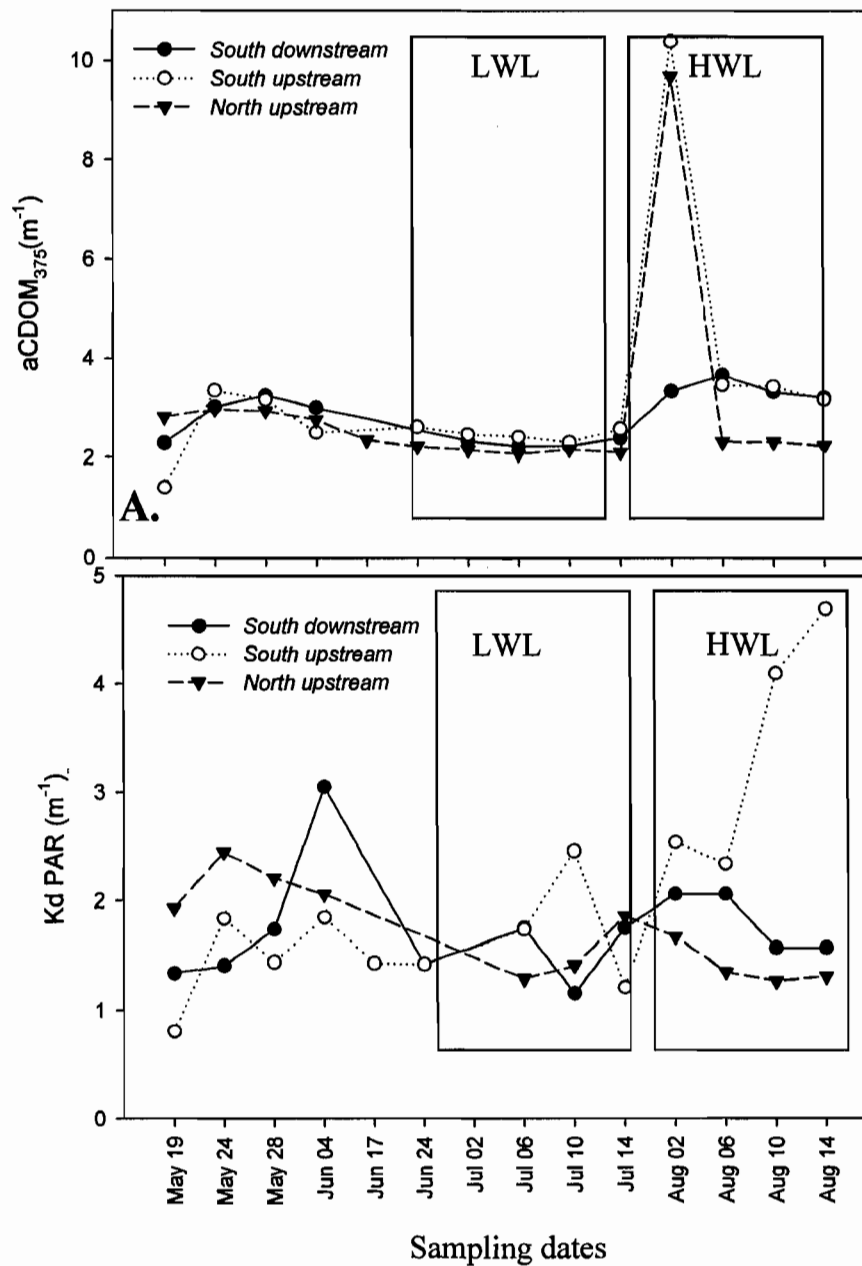 South downstream
South upstream
North upstream
LWL
HWL
10
8
6
4
2
0
aCDOM375(m-1)
A.
South downstream
South upstream
North upstream
LWL
HWL
5
4
3
2
1
0
Kd PAR (m-1)
May 19
May 24
May 28
Jun 04
Jun 17
Jun 24
Jul 02
Jul 06
Jul 10
Jul 14
Aug 02
Aug 06
Aug 10
Aug 14
Sampling dates